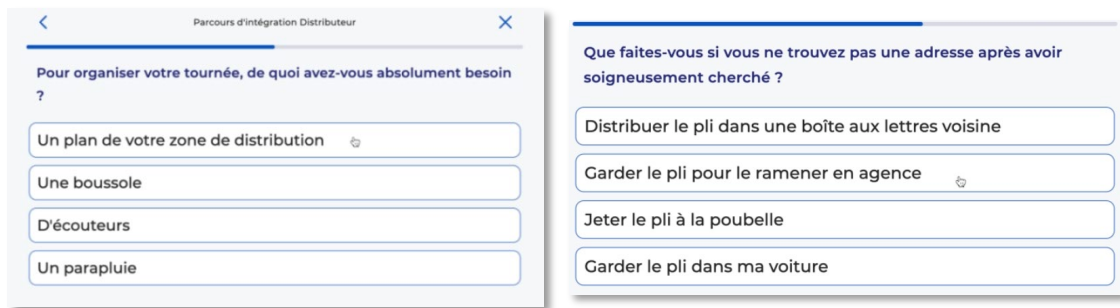 Parcours d'intégration Distributeur
Pour organiser votre tournée, de quoi avez-vous absolument besoin
?
Un plan de votre zone de distribution
Une boussole
D'écouteurs
Un parapluie
Que faites-vous si vous ne trouvez pas une adresse après avoir
soigneusement cherché ?
Distribuer le pli dans une boîte aux lettres voisine
Garder le pli pour le ramener en agence
Jeter le pli à la poubelle
Garder le pli dans ma voiture